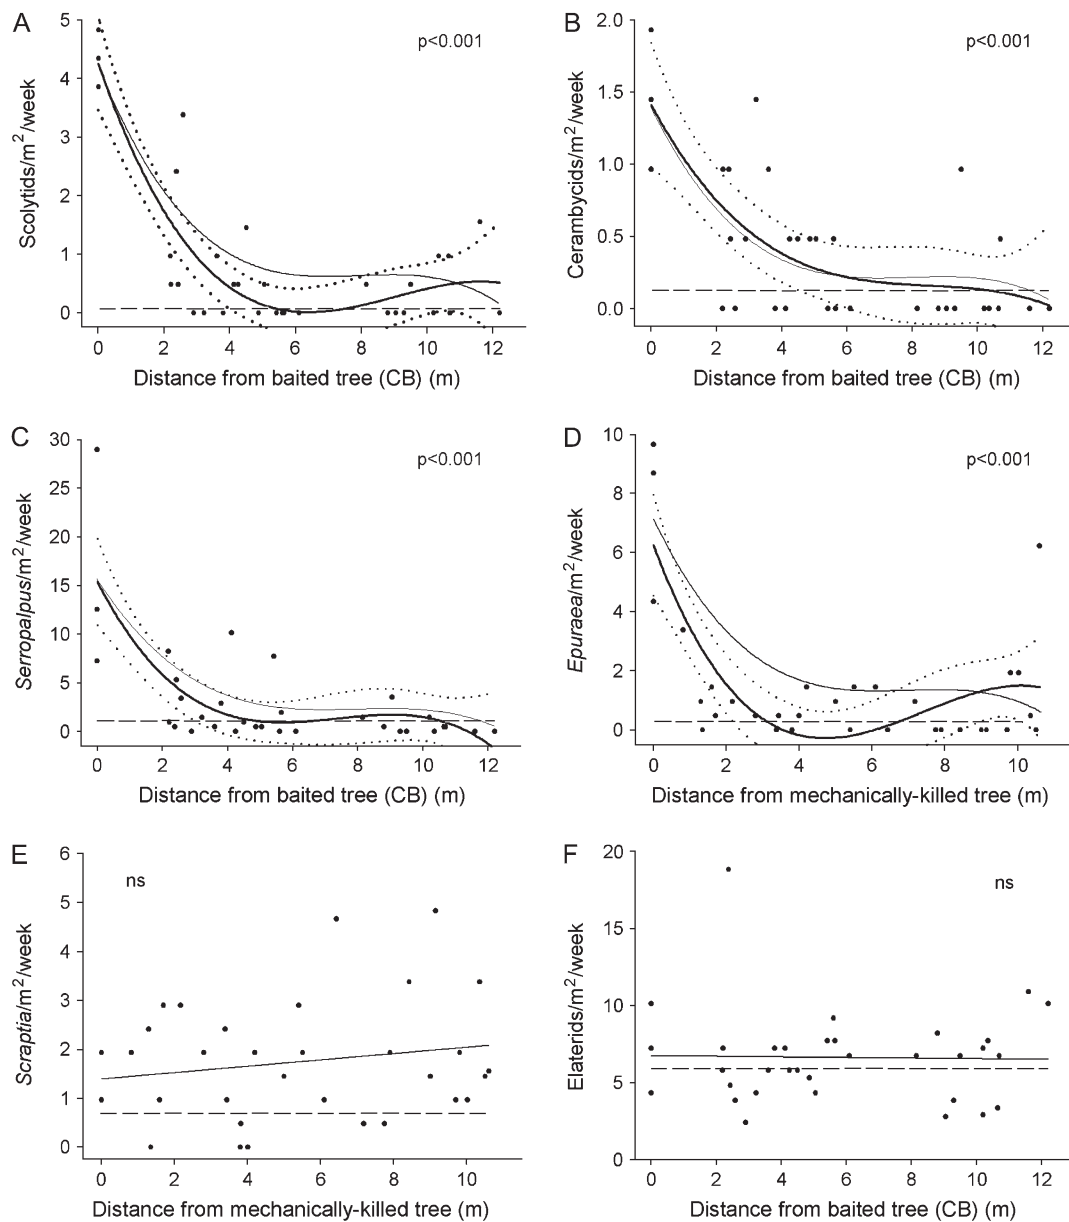 A
p<0.001
Scolytids/m²/week
5
4
3
2
1
0
0 2 4 6 8 10 12
Distance from baited tree (CB) (m)
B
p<0.001
Cerambycids/m²/week
2.0
1.5
1.0
0.5
0.0
0 2 4 6 8 10 12
Distance from baited tree (CB) (m)
C
p<0.001
Serropalpus/m²/week
30
25
20
15
10
5
0
0 2 4 6 8 10 12
Distance from baited tree (CB) (m)
D
p<0.001
Epuraea/m²/week
10
8
6
4
2
0
0 2 4 6 8 10
Distance from mechanically-killed tree (m)
E
ns
Scraptia/m²/week
6
5
4
3
2
1
0
0 2 4 6 8 10
Distance from mechanically-killed tree (m)
F
ns
Elaterids/m²/week
20
15
10
5
0
0 2 4 6 8 10 12
Distance from baited tree (CB) (m)